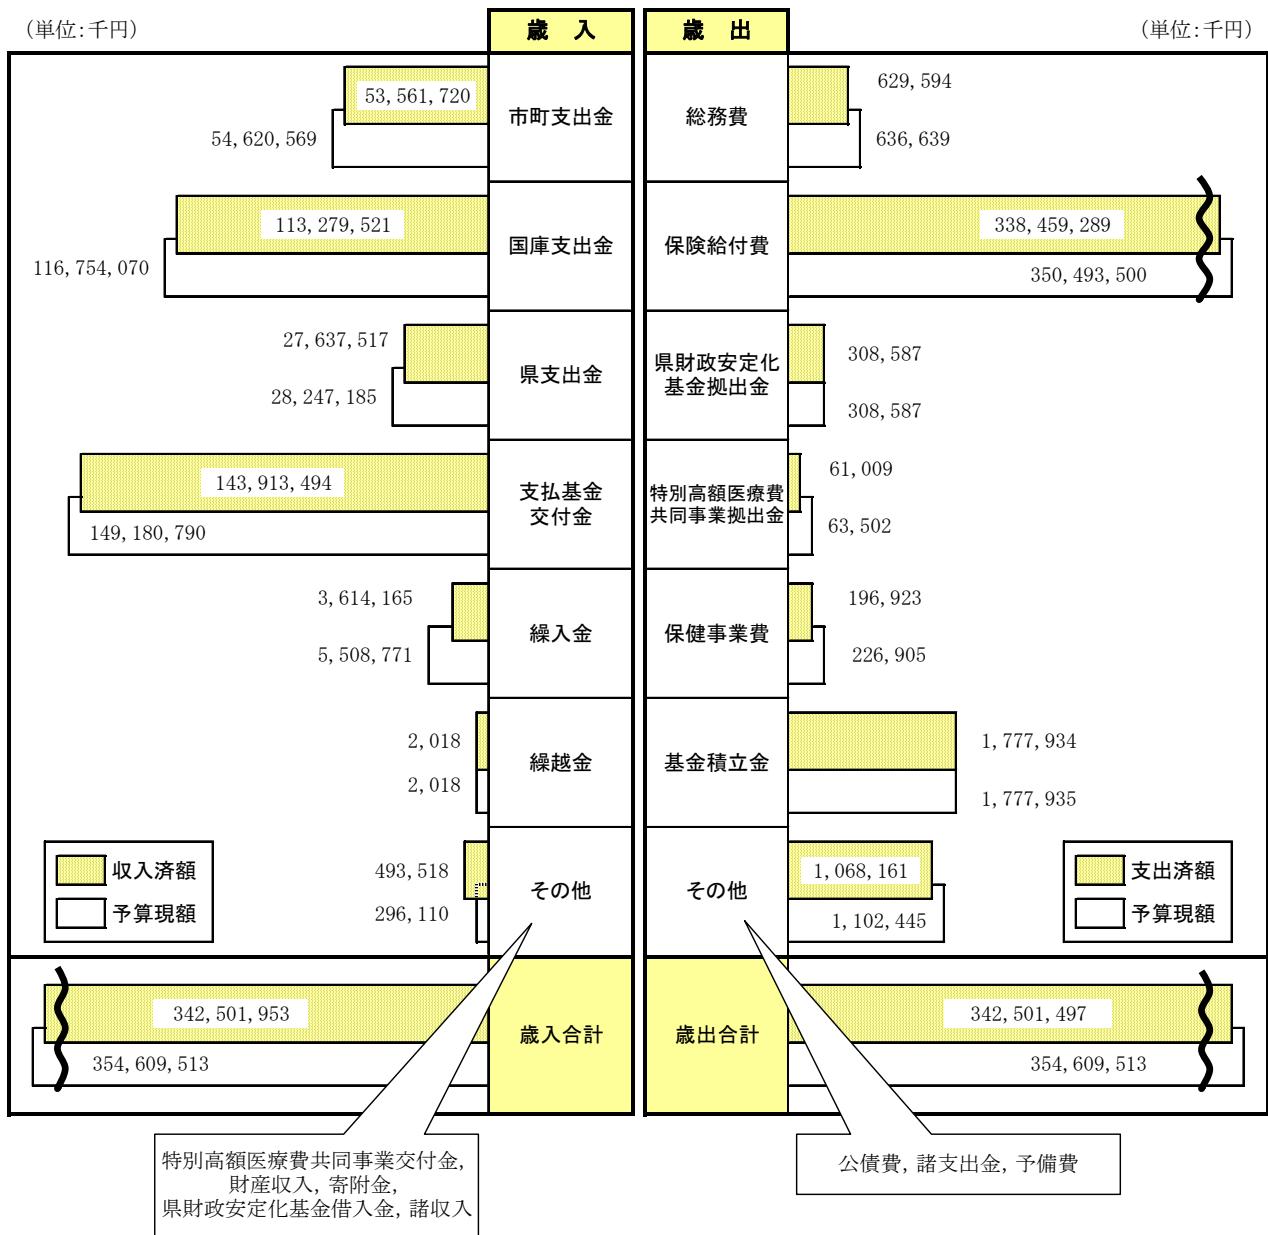 （単位：千円）
歳　入
歳　出
（単位：千円）
53,561,720
54,620,569
市町支出金
総務費
629,594
636,639
113,279,521
116,754,070
国庫支出金
保険給付費
338,459,289
350,493,500
27,637,517
28,247,185
県支出金
県財政安定化
基金拠出金
308,587
308,587
143,913,494
149,180,790
支払基金
交付金
特別高額医療費
共同事業拠出金
61,009
63,502
3,614,165
5,508,771
繰入金
保健事業費
196,923
226,905
2,018
2,018
繰越金
基金積立金
1,777,934
1,777,935
収入済額
予算現額
493,518
296,110
その他
その他
1,068,161
1,102,445
支出済額
予算現額
342,501,953
354,609,513
歳入合計
歳出合計
342,501,497
354,609,513
特別高額医療費共同事業交付金,
財産収入,寄附金,
県財政安定化基金借入金,諸収入
公債費,諸支出金,予備費